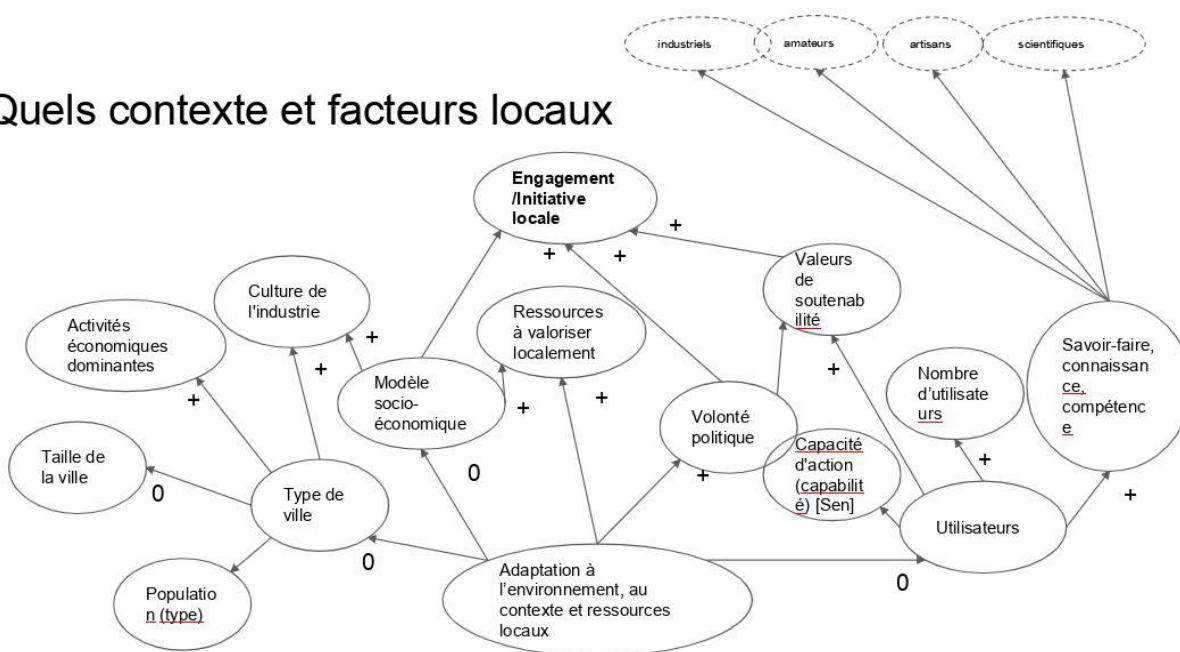 industriels
amateurs
artisans
scientifiques
Quels contexte et facteurs locaux
Engagement
/Initiative
locale
+
+
+
Valeurs
de
soutenab
ilité
Culture de
l'industrie
Ressources
à valoriser
localement
Activités
économiques
dominantes
+
+
Modèle
socio-
économique
+
+
+
Savoir-faire,
connaissan
ce,
compétenc
e
Nombre
d'utilisate
urs
+
Volonté
politique
+
Capacité
d'action
(capabilit
é) [Sen]
+
+
Taille de
la ville
0
0
Type de
ville
Utilisateurs
0
0
Adaptation à
l'environnement, au
contexte et ressources
locaux
Populatio
n (type)